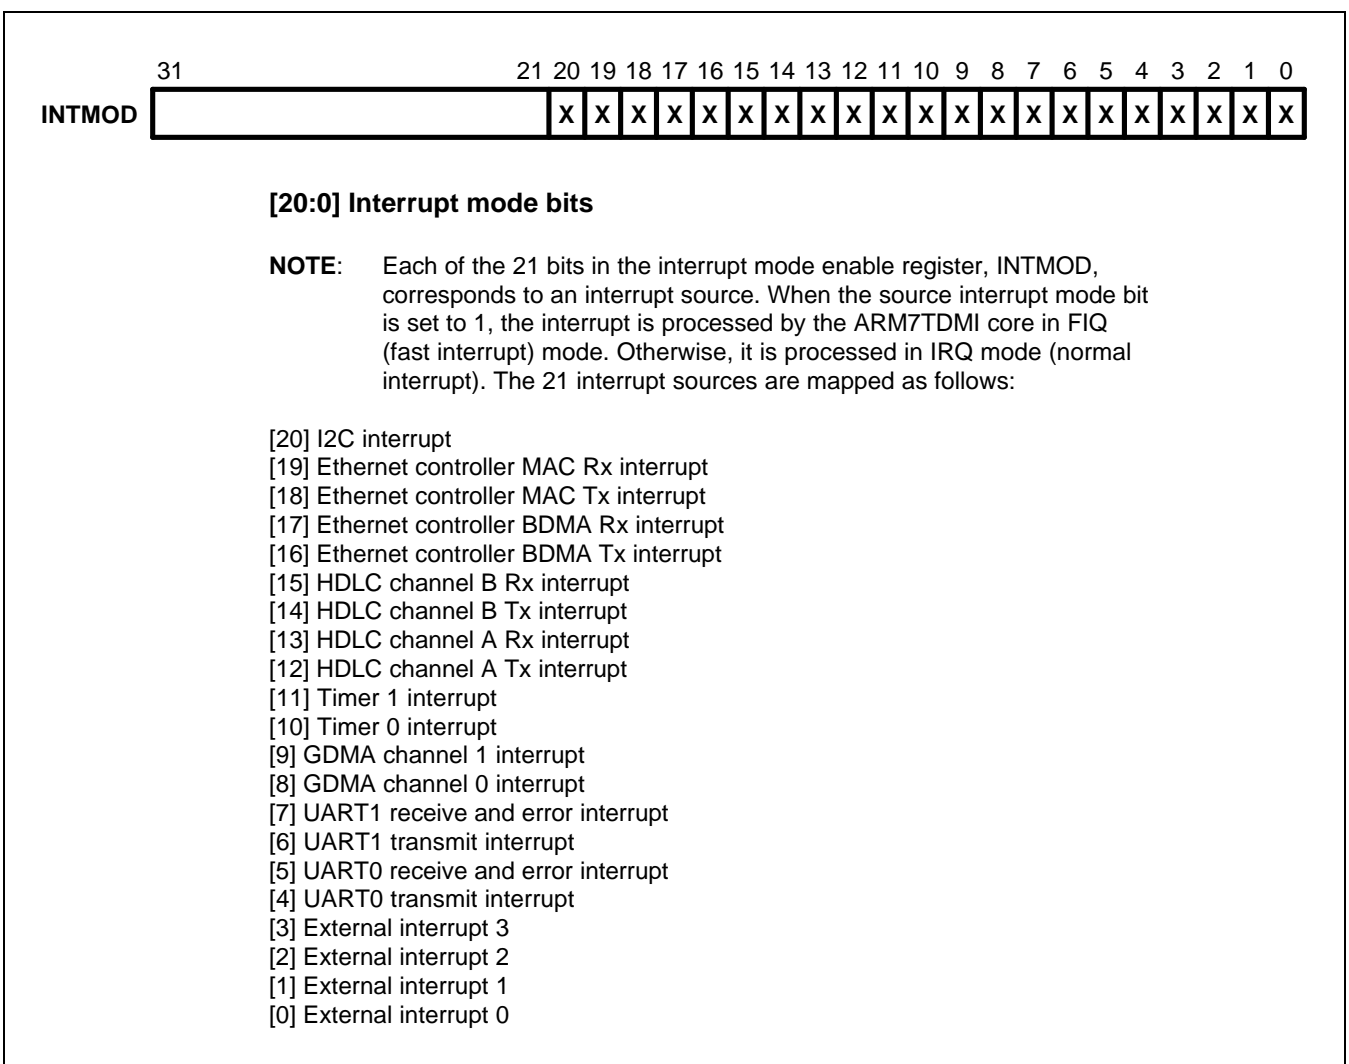 31 21 20 19 18 17 16 15 14 13 12 11 10 9 8 7 6 5 4 3 2 1 0
INTMOD X X X X X X X X X X X X X X X X X X X X X
[20:0] Interrupt mode bits
NOTE: Each of the 21 bits in the interrupt mode enable register, INTMOD,
corresponds to an interrupt source. When the source interrupt mode bit
is set to 1, the interrupt is processed by the ARM7TDMI core in FIQ
(fast interrupt) mode. Otherwise, it is processed in IRQ mode (normal
interrupt). The 21 interrupt sources are mapped as follows:
[20] I2C interrupt
[19] Ethernet controller MAC Rx interrupt
[18] Ethernet controller MAC Tx interrupt
[17] Ethernet controller BDMA Rx interrupt
[16] Ethernet controller BDMA Tx interrupt
[15] HDLC channel B Rx interrupt
[14] HDLC channel B Tx interrupt
[13] HDLC channel A Rx interrupt
[12] HDLC channel A Tx interrupt
[11] Timer 1 interrupt
[10] Timer 0 interrupt
[9] GDMA channel 1 interrupt
[8] GDMA channel 0 interrupt
[7] UART1 receive and error interrupt
[6] UART1 transmit interrupt
[5] UART0 receive and error interrupt
[4] UART0 transmit interrupt
[3] External interrupt 3
[2] External interrupt 2
[1] External interrupt 1
[0] External interrupt 0